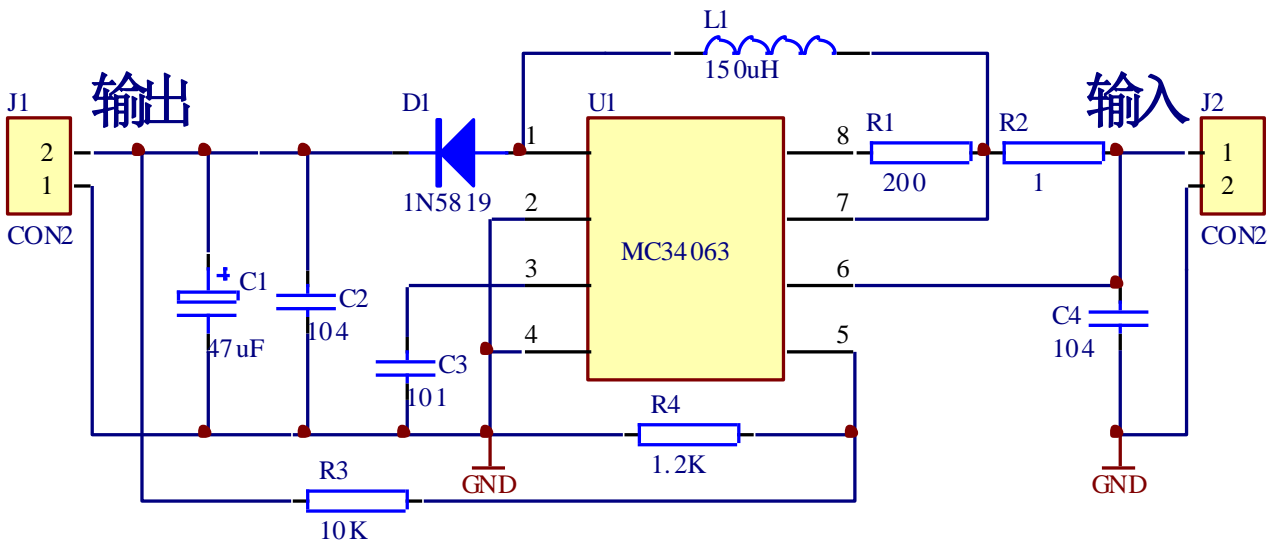 L1
150uH
J1
输出
D1
U1
输入
J2
1
8
R1
R2
2
1
200
1
1
2
1N5819
2
7
CON2
MC34063
CON2
3
6
+
C1
C2
104
47uF
C3
101
4
5
C4
104
R4
1.2K
R3
10K
GND
GND